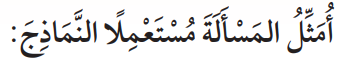 أُمَثِّلُ المَسْأَلَةَ مُسْتَعْمِلًا النَّمَاذِجَ: